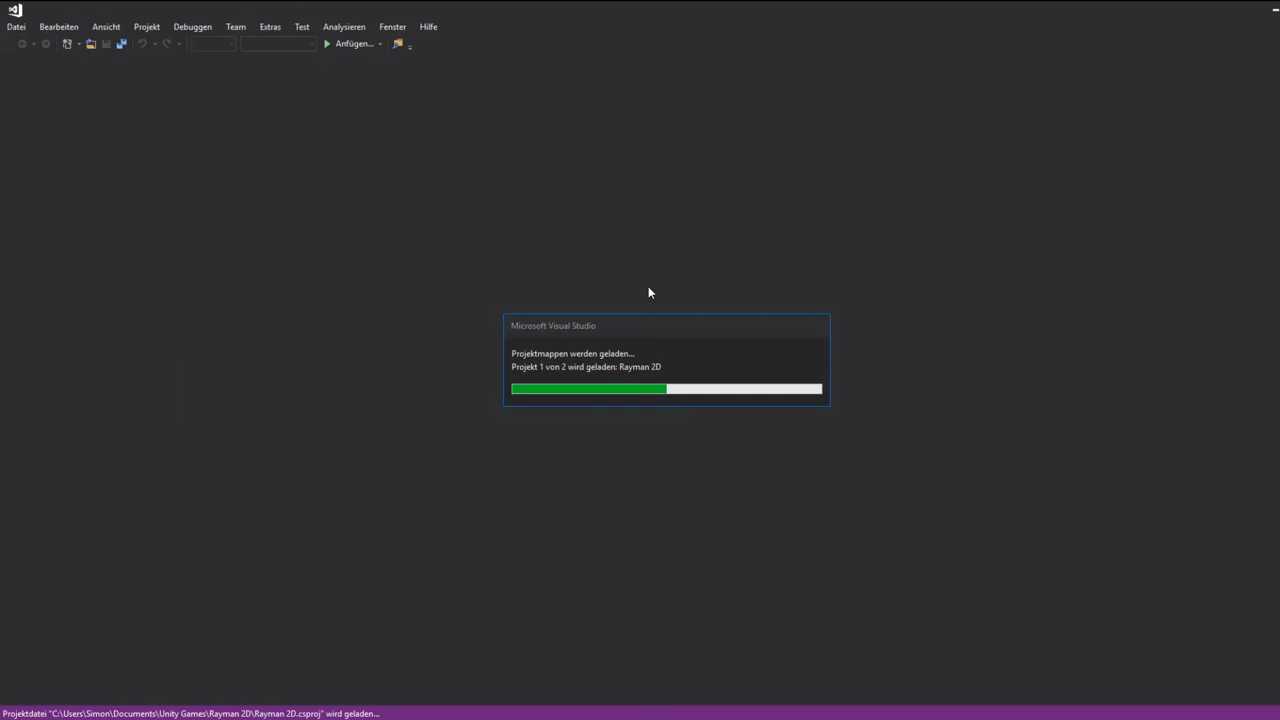 Datei Bearbeiten Ansicht Projekt Debuggen Team Extras Test Analysieren Fenster Hilfe
Anfügen...
Microsoft Visual Studio
Projektmappen werden geladen...
Projekt 1 von 2 wird geladen: Rayman 2D
Projektdatei "C:\Users\Simon\Documents\Unity Games\Rayman 2D\Rayman 2D.csproj" wird geladen...